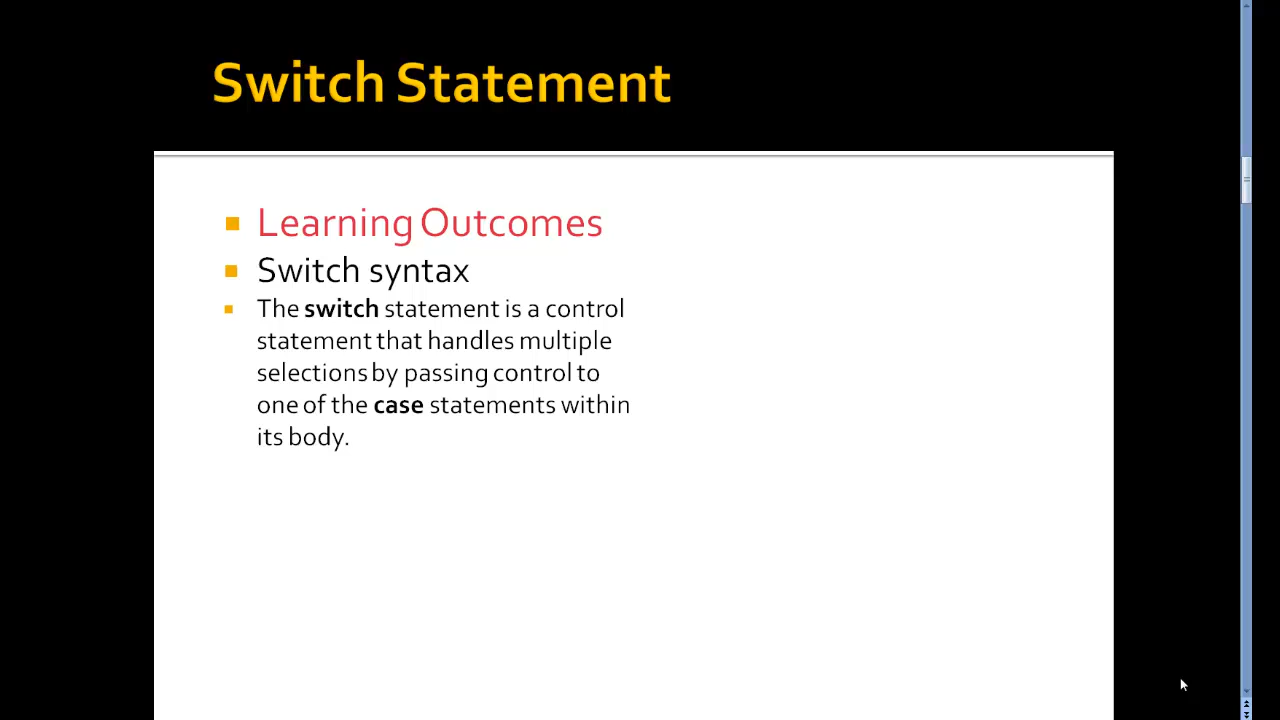 Switch Statement
Learning Outcomes
Switch syntax
The switch statement is a control
statement that handles multiple
selections by passing control to
one of the case statements within
its body.